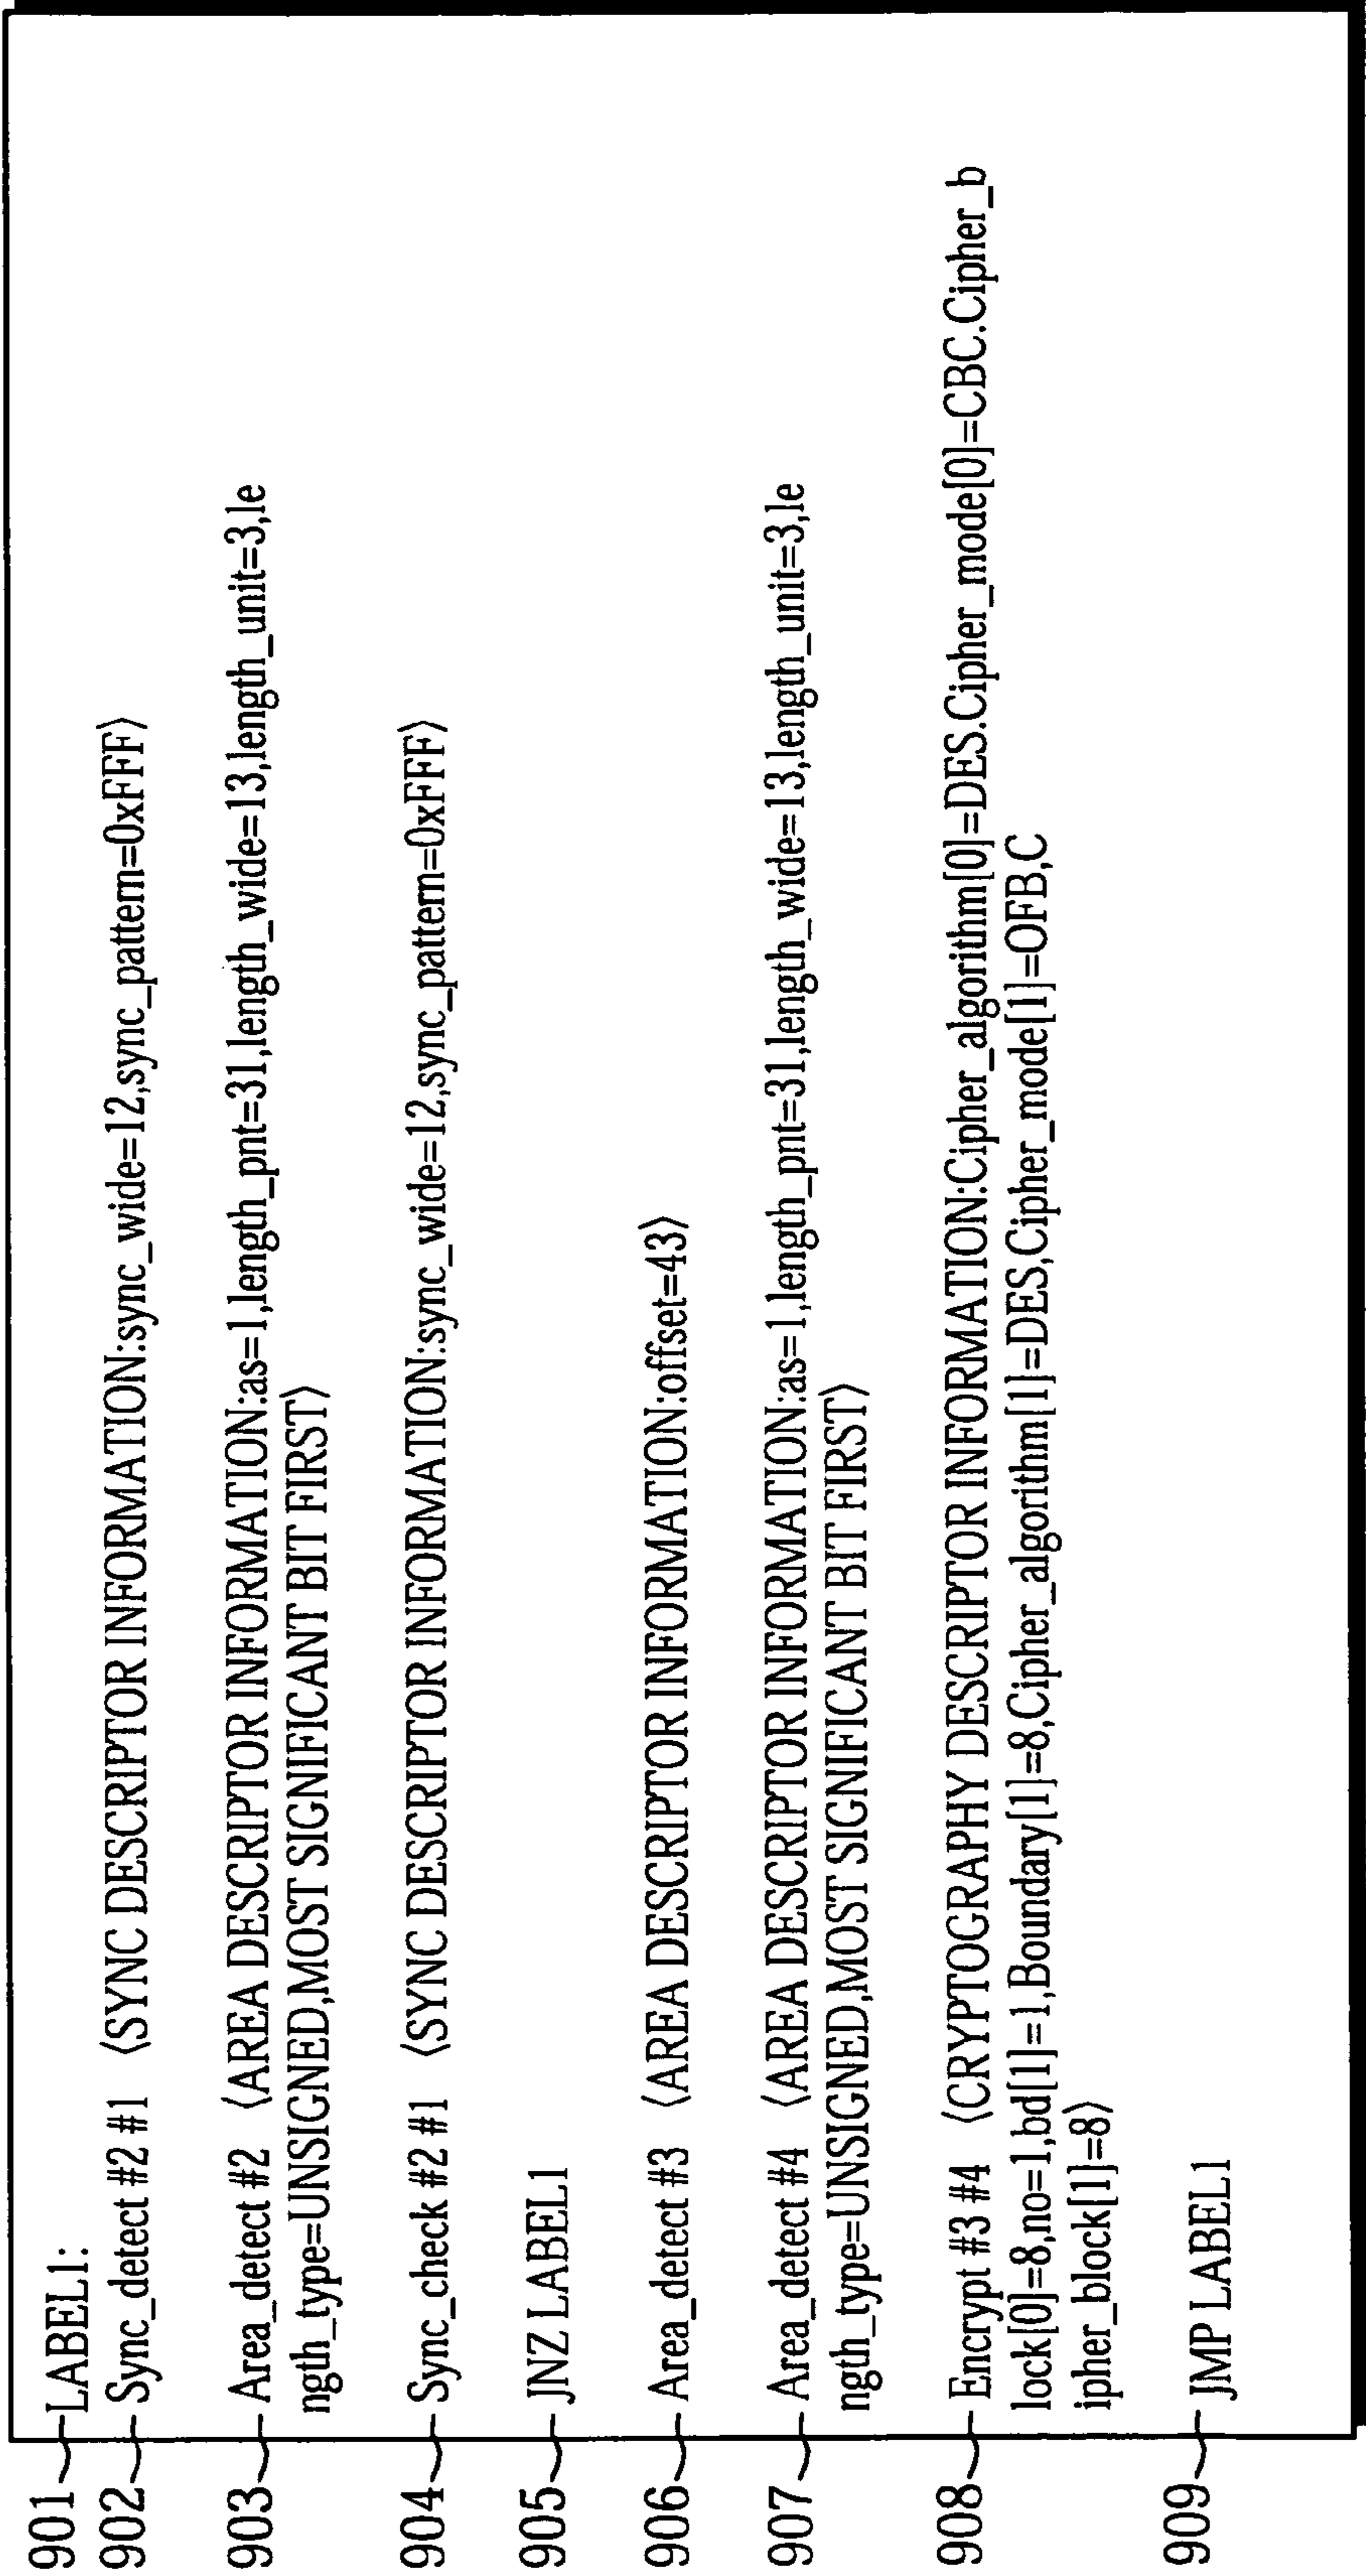 901 LABEL1:
902 Sync_detect #2 #1 〈SYNC DESCRIPTOR INFORMATION:sync_wide=12,sync_pattern=0xFFF〉
903 Area_detect #2 〈AREA DESCRIPTOR INFORMATION:as=1,length_pnt=31,length_wide=13,length_unit=3,le
ngth_type=UNSIGNED,MOST SIGNIFICANT BIT FIRST〉
904 Sync_check #2 #1 〈SYNC DESCRIPTOR INFORMATION:sync_wide=12,sync_pattern=0xFFF〉
905 JNZ LABEL1
906 Area_detect #3 〈AREA DESCRIPTOR INFORMATION:offset=43〉
907 Area_detect #4 〈AREA DESCRIPTOR INFORMATION:as=1,length_pnt=31,length_wide=13,length_unit=3,le
ngth_type=UNSIGNED,MOST SIGNIFICANT BIT FIRST〉
908 Encrypt #3 #4 〈CRYPTOGRAPHY DESCRIPTOR INFORMATION:Cipher_algorithm[0]=DES.Cipher_mode[0]=CBC.Cipher_b
lock[0]=8,no=1,bd[1]=1,Boundary[1]=8,Cipher_algorithm[1]=DES,Cipher_mode[1]=OFB,C
ipher_block[1]=8〉
909 JMP LABEL1